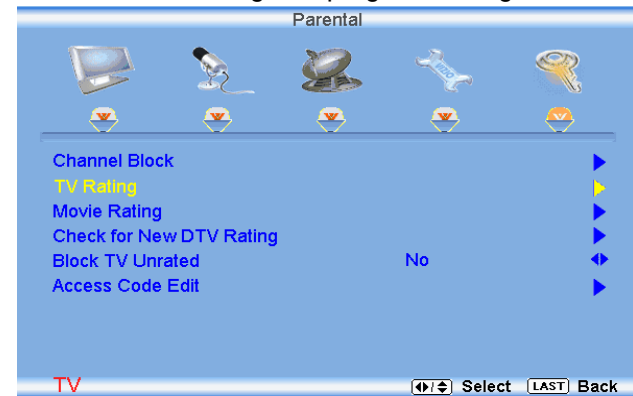 Parental
Channel Block
TV Rating
Movie Rating
Check for New DTV Rating
Block TV Unrated No
Access Code Edit
TV Select LAST Back